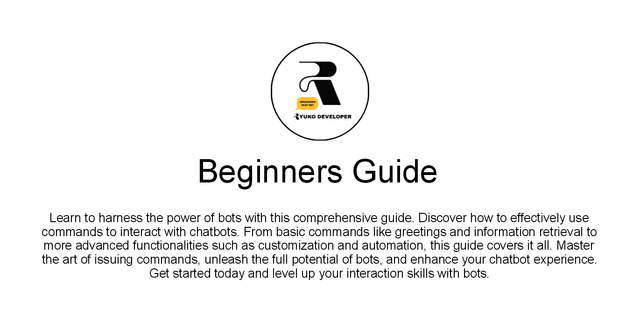 RYUKO DEVELOPER
Beginners Guide
Learn to harness the power of bots with this comprehensive guide. Discover how to effectively use
commands to interact with chatbots. From basic commands like greetings and information retrieval to
more advanced functionalities such as customization and automation, this guide covers it all. Master
the art of issuing commands, unleash the full potential of bots, and enhance your chatbot experience.
Get started today and level up your interaction skills with bots.